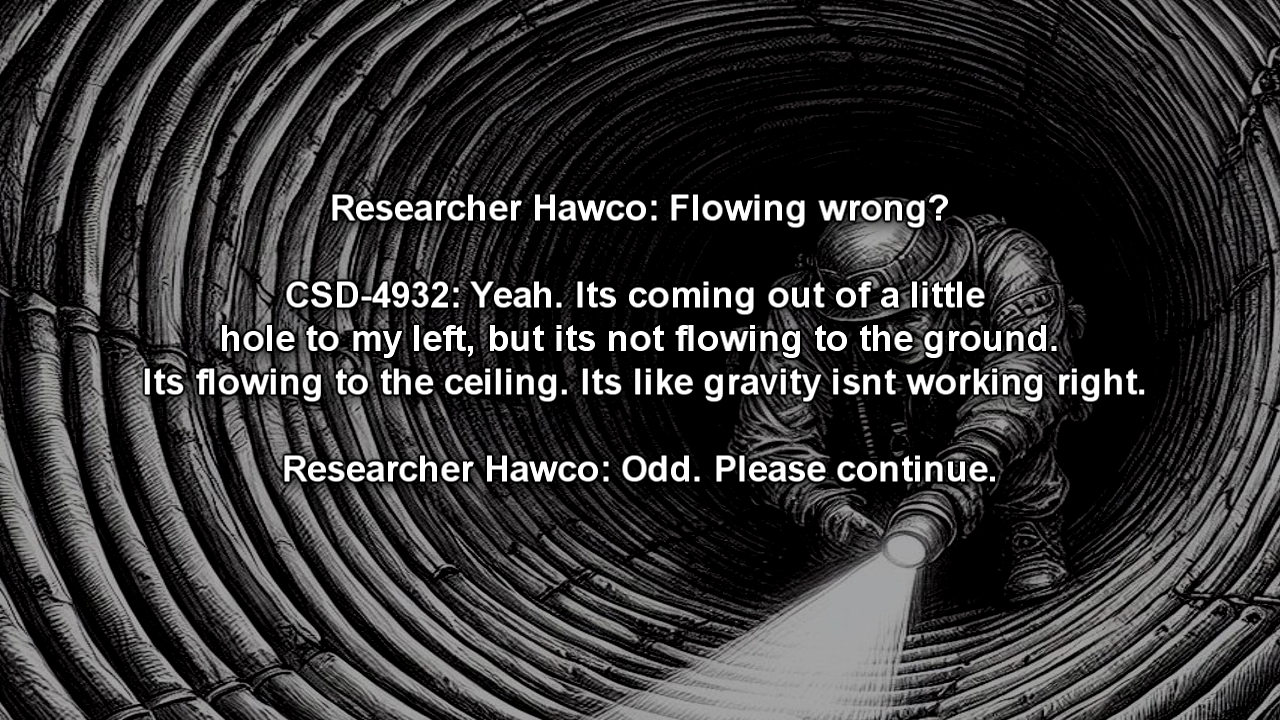 Researcher Hawco: Flowing wrong?
CSD-4932: Yeah. Its coming out of a little
hole to my left, but its not flowing to the ground.
Its flowing to the ceiling. Its like gravity isnt working right.
Researcher Hawco: Odd. Please continue.